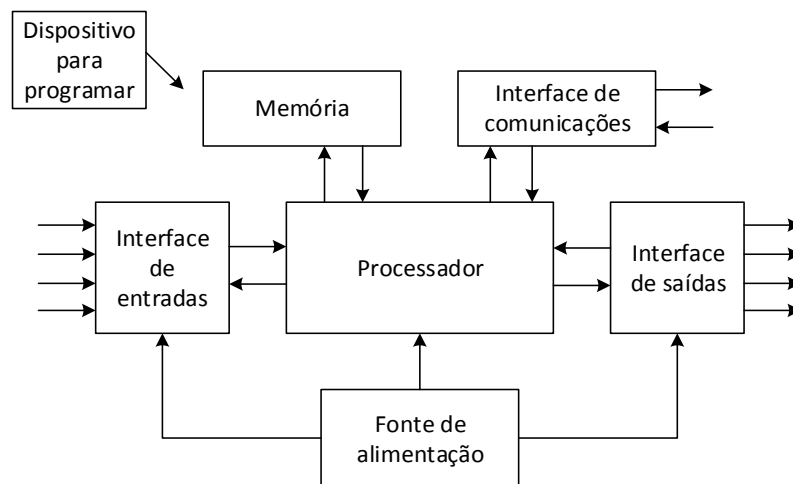 Dispositivo
para
programar
Memória
Interface de
comunicações
Interface
de
entradas
Processador
Interface
de saídas
Fonte de
alimentação